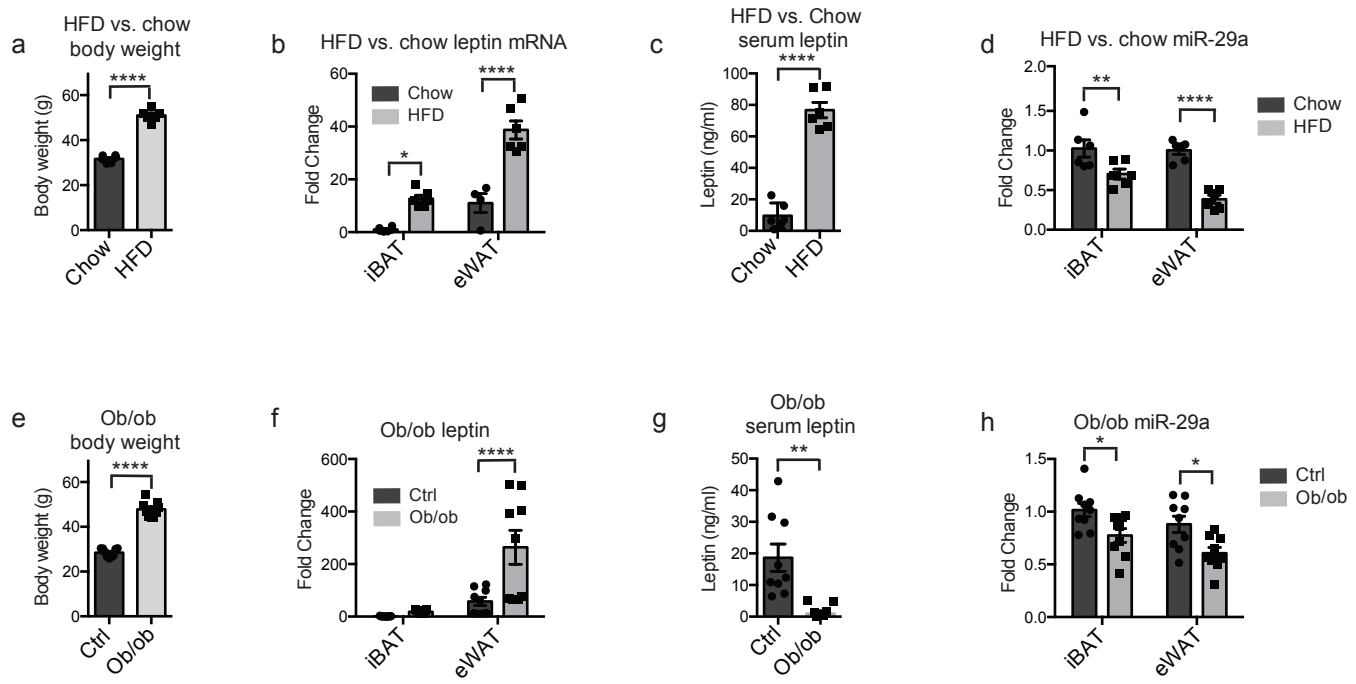 a
HFD vs. chow
body weight
****
Body weight (g)
60
40
20
0
Chow
HFD
b
HFD vs. chow leptin mRNA
****
*
Chow
HFD
Fold Change
60
40
20
0
iBAT
eWAT
c
HFD vs. Chow
serum leptin
****
Leptin (ng/ml)
100
80
60
40
20
0
Chow
HFD
d
HFD vs. chow miR-29a
**
****
Chow
HFD
Fold Change
2.0
1.5
1.0
0.5
0.0
iBAT
eWAT
e
Ob/ob
body weight
****
Body weight (g)
60
40
20
0
Ctrl
Ob/ob
f
Ob/ob leptin
****
Ctrl
Ob/ob
Fold Change
600
400
200
0
iBAT
eWAT
g
Ob/ob
serum leptin
**
Leptin (ng/ml)
50
40
30
20
10
0
Ctrl
Ob/ob
h
Ob/ob miR-29a
*
*
Ctrl
Ob/ob
Fold Change
1.5
1.0
0.5
0.0
iBAT
eWAT